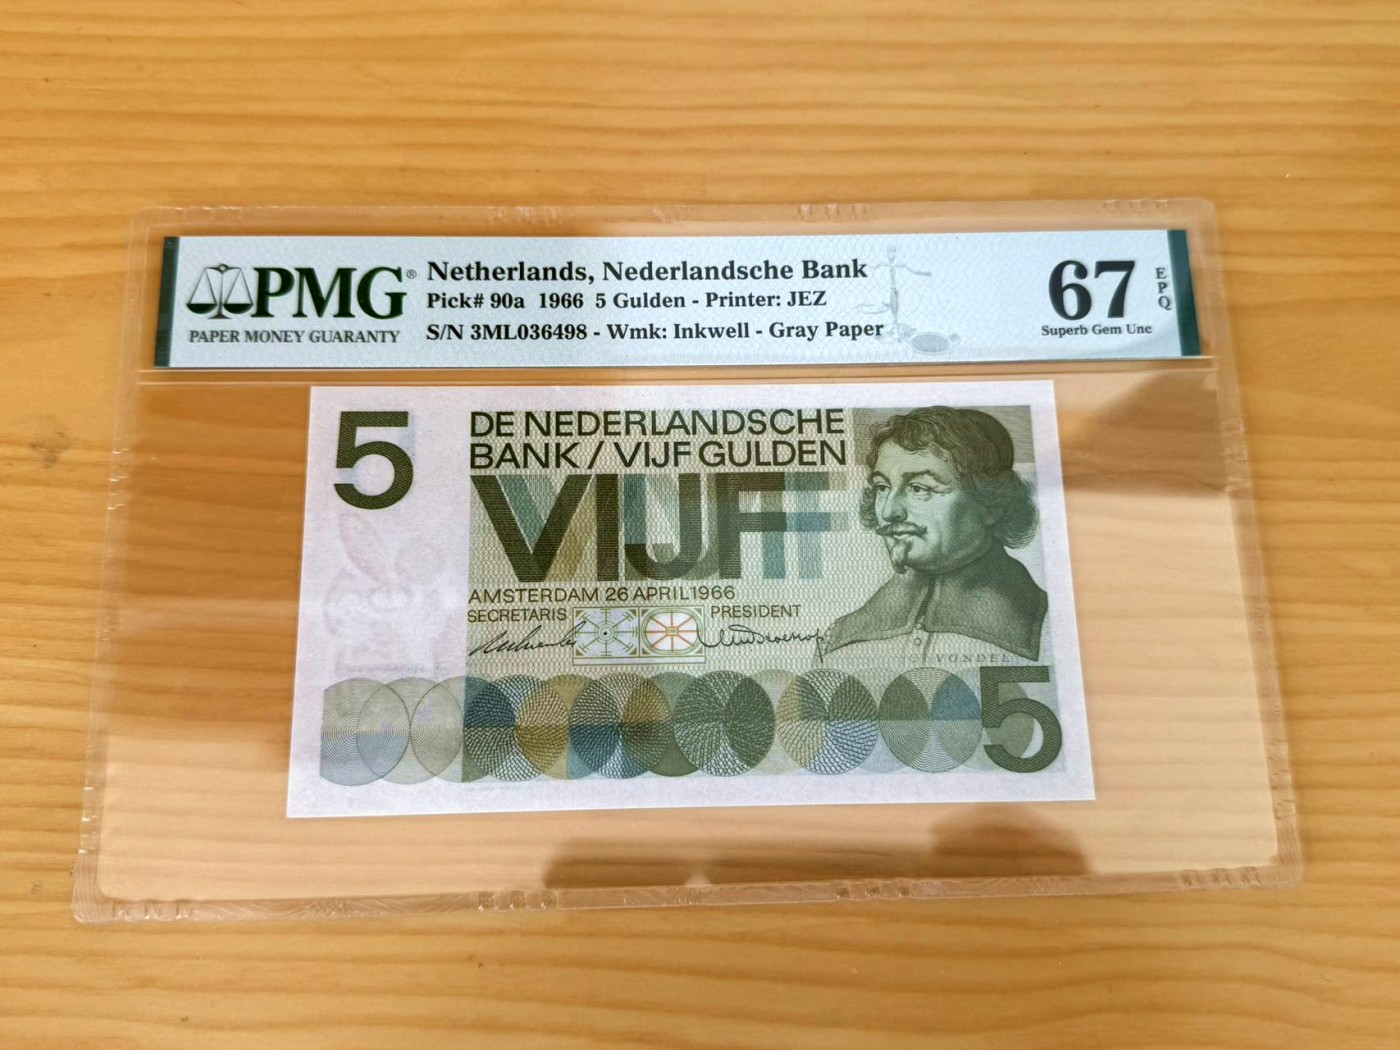 PMG®
PAPER MONEY GUARANTY
Netherlands, Nederlandsche Bank
Pick# 90a 1966 5 Gulden - Printer: JEZ
S/N 3ML036498 - Wmk: Inkwell - Gray Paper
67
EPQ
Superb Gem Unc
5
DE NEDERLANDSCHE
BANK / VIJF GULDEN
VIJF
AMSTERDAM 26 APRIL 1966
SECRETARIS PRESIDENT
VONDEL
5